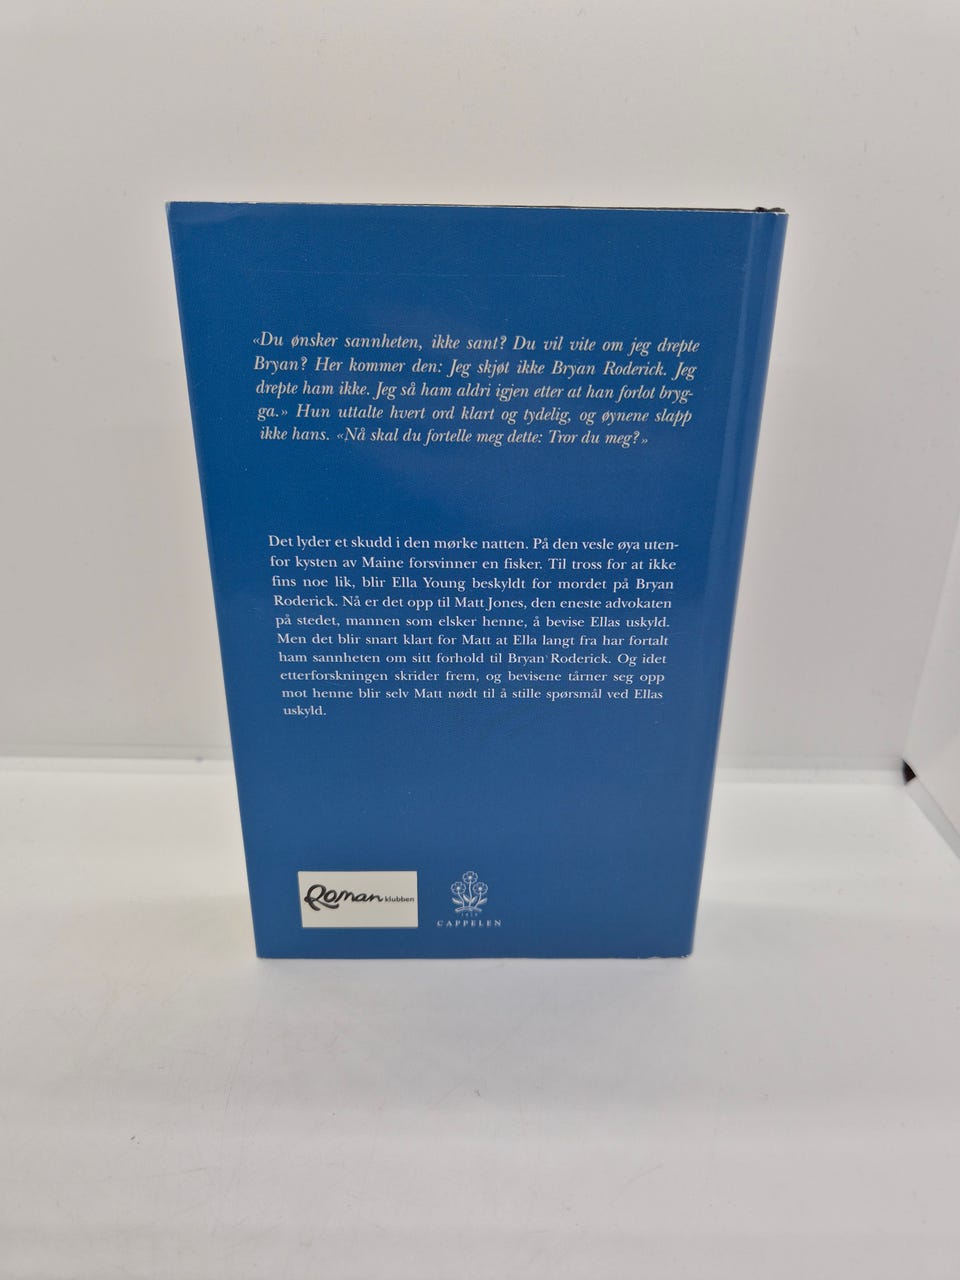 «Du ønsker sannheten, ikke sant? Du vil vite om jeg drepte
Bryan? Her kommer den: Jeg skjøt ikke Bryan Roderick. Jeg
drepte ham ikke. Jeg så ham aldri igjen etter at han forlot bryg-
ga.» Hun uttalte hvert ord klart og tydelig, og øynene slapp
ikke hans. «Nå skal du fortelle meg dette: Tror du meg?»
Det lyder et skudd i den mørke natten. På den vesle øya uten-
for kysten av Maine forsvinner en fisker. Til tross for at ikke
fins noe lik, blir Ella Young beskyldt for mordet på Bryan
Roderick. Nå er det opp til Matt Jones, den eneste advokaten
på stedet, mannen som elsker henne, å bevise Ellas uskyld.
Men det blir snart klart for Matt at Ella langt fra har fortalt
ham sannheten om sitt forhold til Bryan Roderick. Og idet
etterforskningen skrider frem, og bevisene tårner seg opp
mot henne blir selv Matt nødt til å stille spørsmål ved Ellas
uskyld.
Roman klubben
1829
CAPPELEN